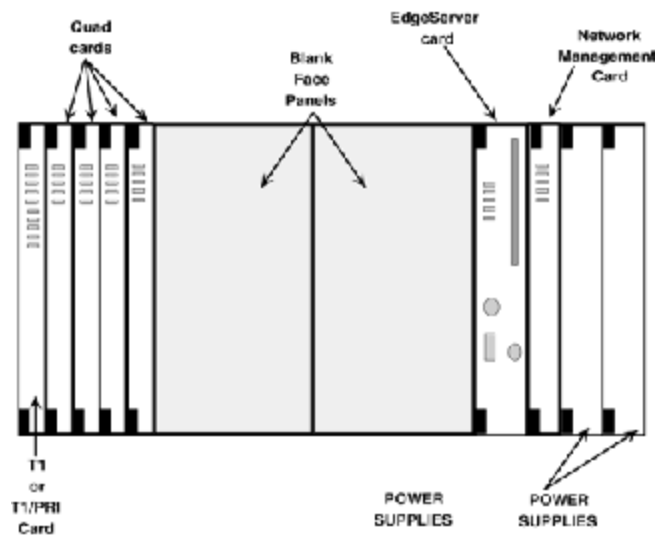 Quad
cards
Blank
Face
Panels
EdgeServer
card
Network
Management
Card
T1
or
T1/PRI
Card
POWER
SUPPLIES
POWER
SUPPLIES